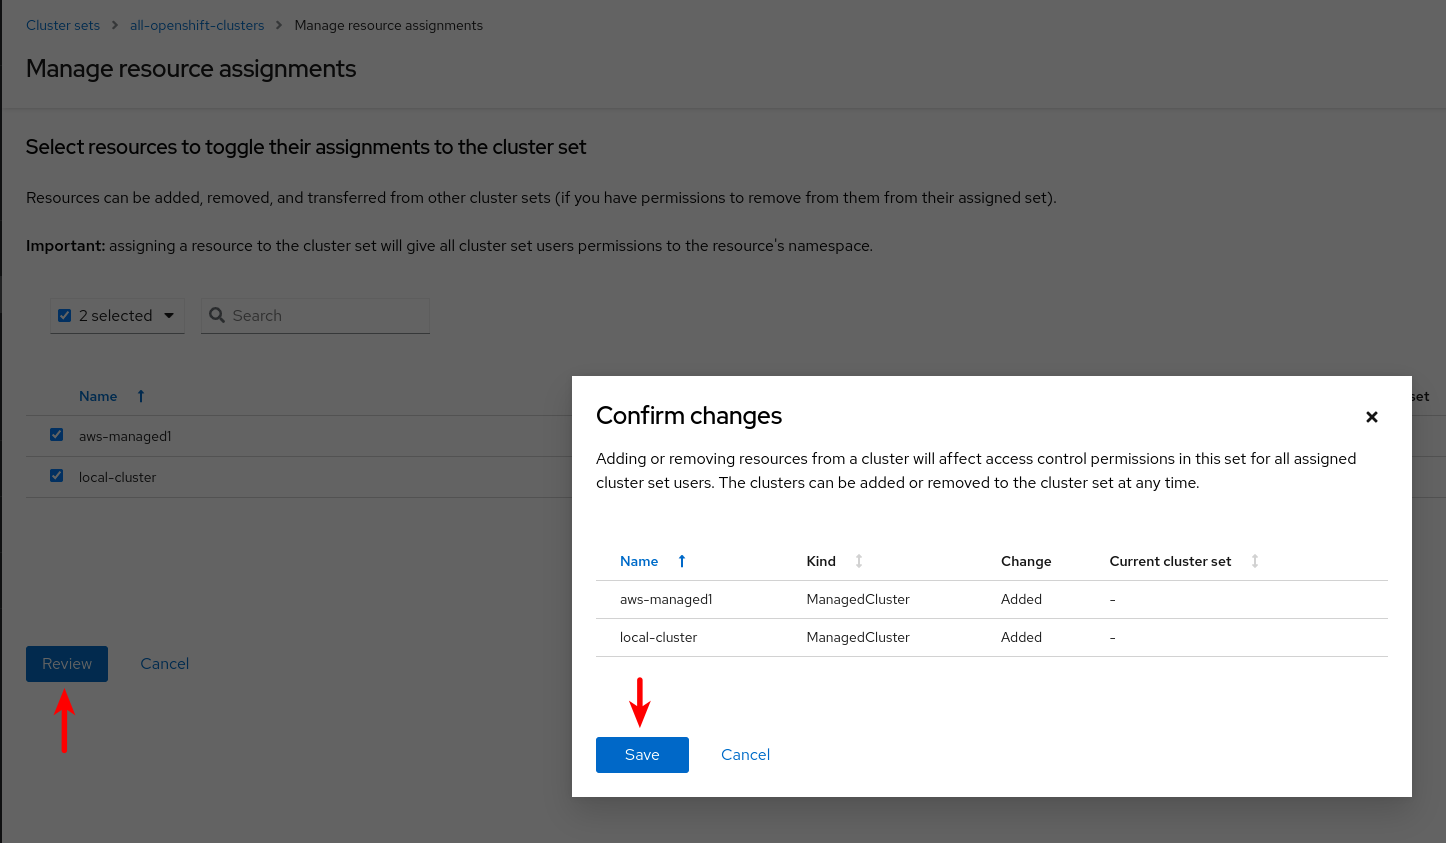 Cluster sets > all-openshift-clusters > Manage resource assignments
Manage resource assignments
Select resources to toggle their assignments to the cluster set
Resources can be added, removed, and transferred from other cluster sets (if you have permissions to remove from them from their assigned set).
Important: assigning a resource to the cluster set will give all cluster set users permissions to the resource's namespace.
2 selected Search
Name set
aws-managed1
local-cluster
Review Cancel
Confirm changes
Adding or removing resources from a cluster will affect access control permissions in this set for all assigned
cluster set users. The clusters can be added or removed to the cluster set at any time.
Name Kind Change Current cluster set
aws-managed1 ManagedCluster Added -
local-cluster ManagedCluster Added -
Save Cancel